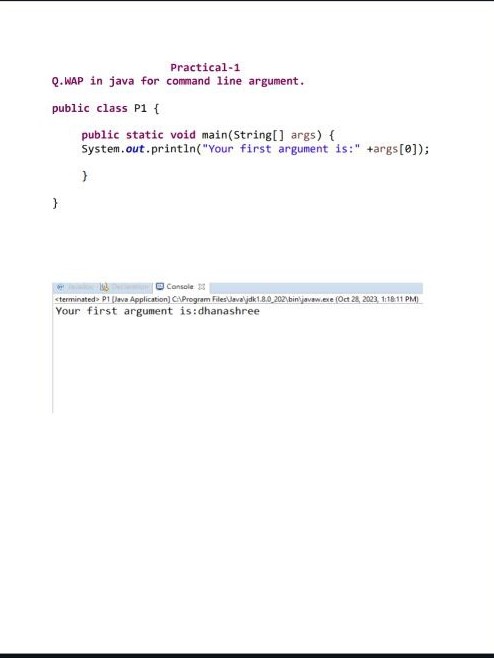 Practical-1
Q.WAP in java for command line argument.
public class P1 {
public static void main(String[] args) {
System.out.println("Your first argument is:" +args[0]);
}
}
Console
<terminated> P1 [Java Application] C:\Program Files\Java\jdk1.8.0_202\bin\javaw.exe (Oct 28, 2023, 1:18:11 PM)
Your first argument is:dhanashree